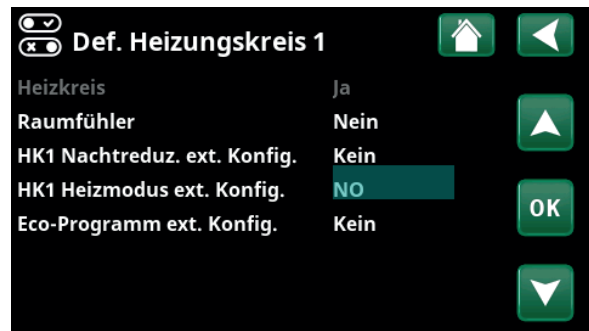 Def. Heizungskreis 1
Heizkreis Ja
Raumfühler Nein
HK1 Nachtreduz. ext. Konfig. Kein
HK1 Heizmodus ext. Konfig. NO
OK
Eco-Programm ext. Konfig. Kein